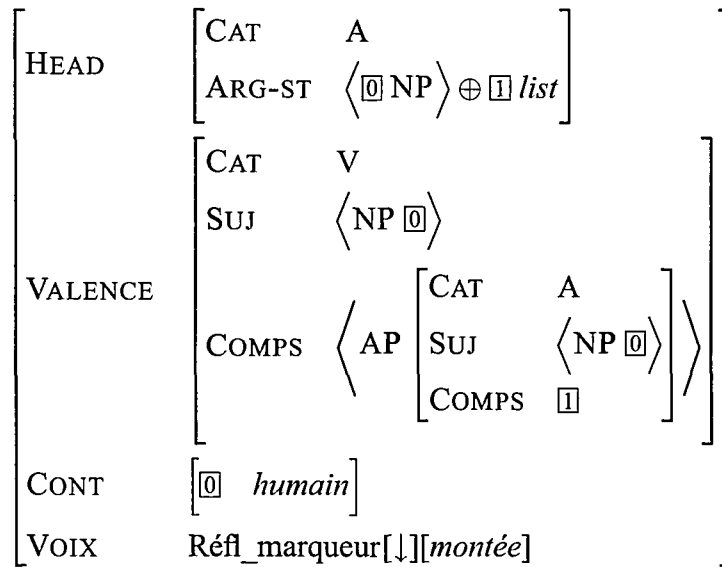 HEAD [CAT A
ARG-ST ⟨[0] NP⟩ ⊕ [1] list]
VALENCE [CAT V
SUJ ⟨NP [0]⟩
COMPS ⟨AP [CAT A
SUJ ⟨NP [0]⟩
COMPS [1]]⟩]
CONT [[0] humain]
VOIX Réfl_marqueur[↓][montée]